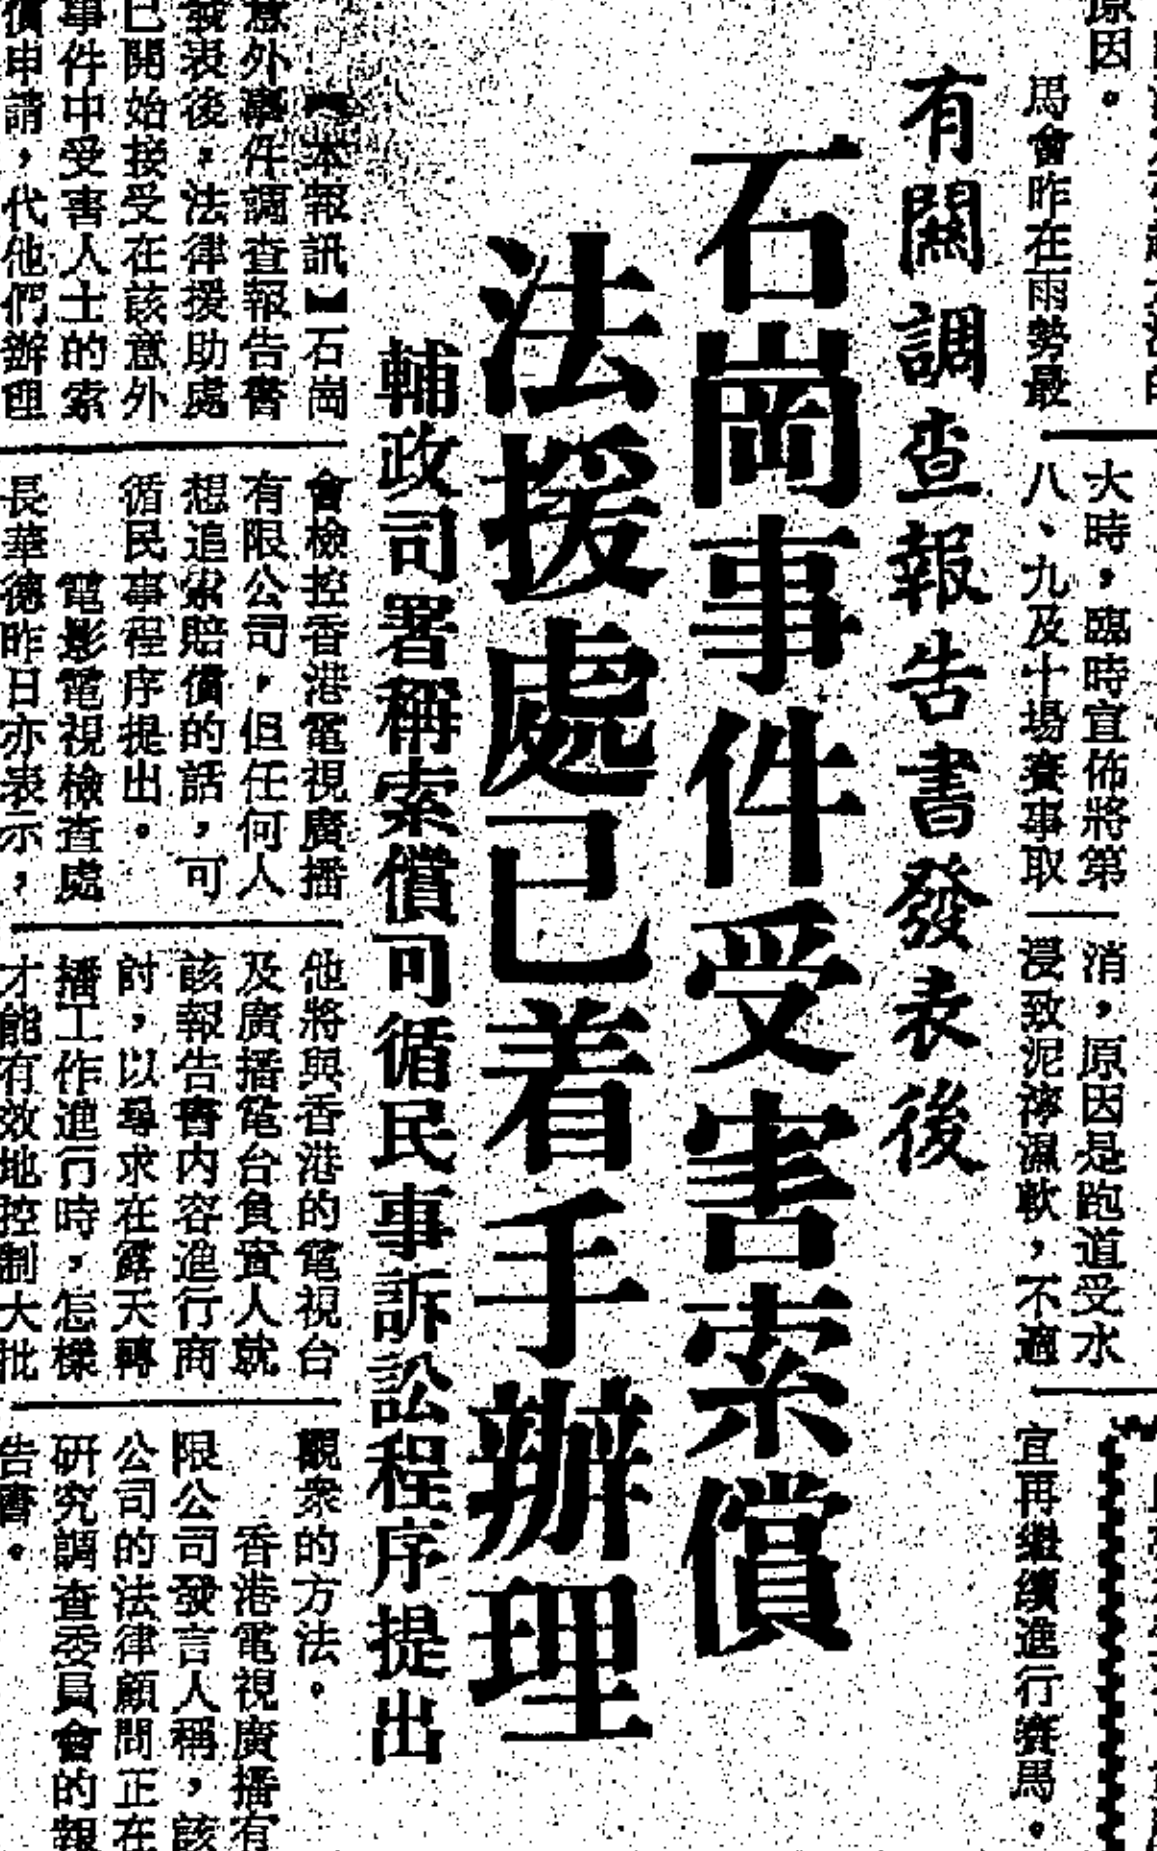 原因。
馬會昨在雨勢最
大時，臨時宣佈將第
八、九及十場賽事取
消，原因是跑道受水
浸致泥濘濕軟，不適
宜再繼續進行賽馬。
有關調查報告書發表後
石崗事件受害索償
法援處已着手辦理
輔政司署稱索償可循民事訴訟程序提出
【本報訊】石崗
意外事件調查報告書
發表後，法律援助處
已開始接受在該意外
事件中受害人士的索
償申請，代他們辦理
會檢控香港電視廣播
有限公司，但任何人
想追索賠償的話，可
循民事程序提出。
電影電視檢查處
長華德昨日亦表示，
他將與香港的電視台
及廣播電台負責人就
該報告書内容進行商
討，以尋求在露天轉
播工作進行時，怎樣
才能有效地控制大批
觀衆的方法。
香港電視廣播有
限公司發言人稱，該
公司的法律顧問正在
研究調查委員會的報
告書。